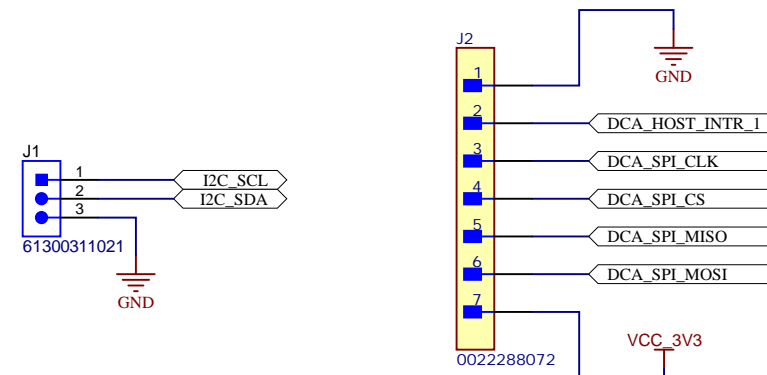 J1
1
2
3
I2C_SCL
I2C_SDA
61300311021
GND
J2
1
2
3
4
5
6
7
GND
DCA_HOST_INTR_1
DCA_SPI_CLK
DCA_SPI_CS
DCA_SPI_MISO
DCA_SPI_MOSI
0022288072
VCC_3V3